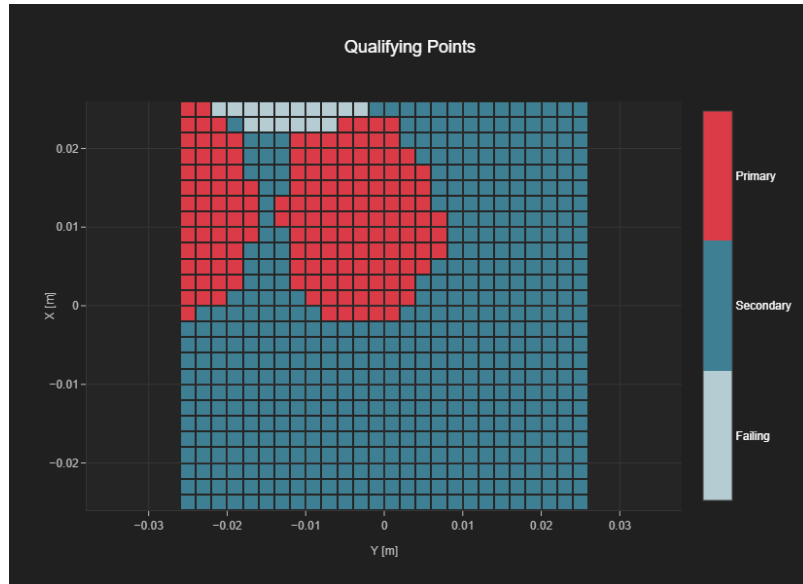 Qualifying Points
0.02
0.01
0
−0.01
−0.02
X [m]
−0.03
−0.02
−0.01
0
0.01
0.02
0.03
Y [m]
Primary
Secondary
Failing